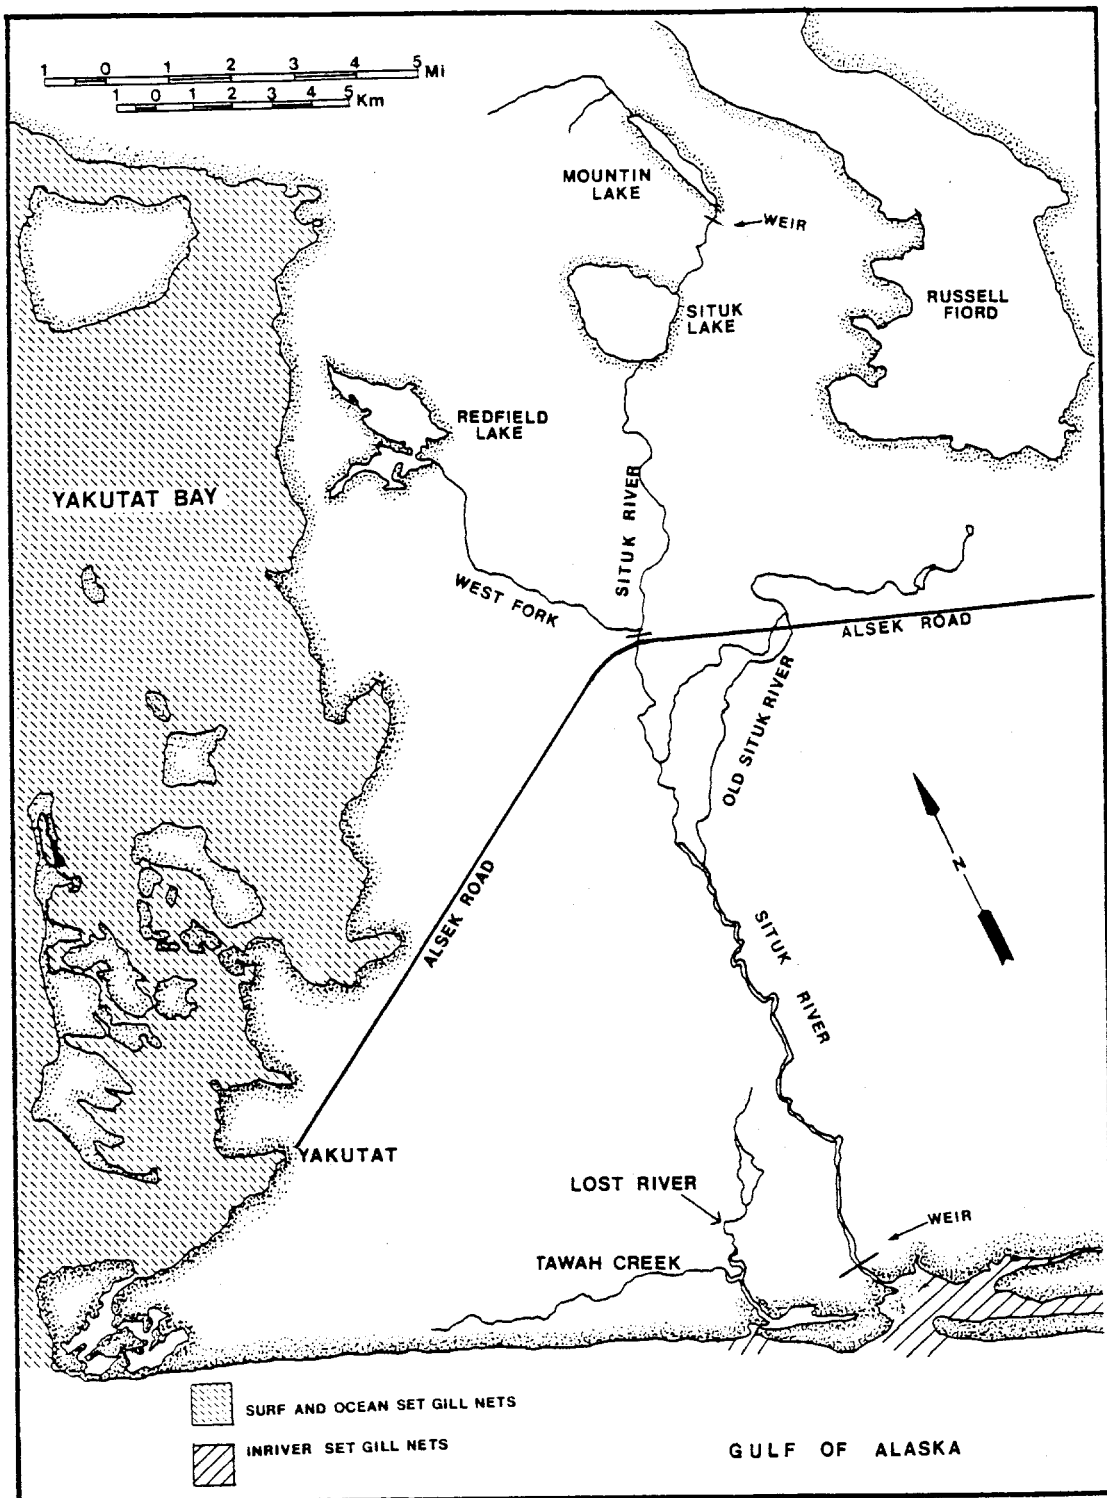 1 0 1 2 3 4 5 Mi
1 0 1 2 3 4 5 Km
MOUNTIN
LAKE
WEIR
SITUK
LAKE
RUSSELL
FIORD
REDFIELD
LAKE
YAKUTAT BAY
SITUK RIVER
WEST FORK
ALSEK ROAD
OLD SITUK RIVER
N
ALSEK ROAD
SITUK RIVER
YAKUTAT
LOST RIVER
WEIR
TAWAH CREEK
SURF AND OCEAN SET GILL NETS
INRIVER SET GILL NETS
GULF OF ALASKA